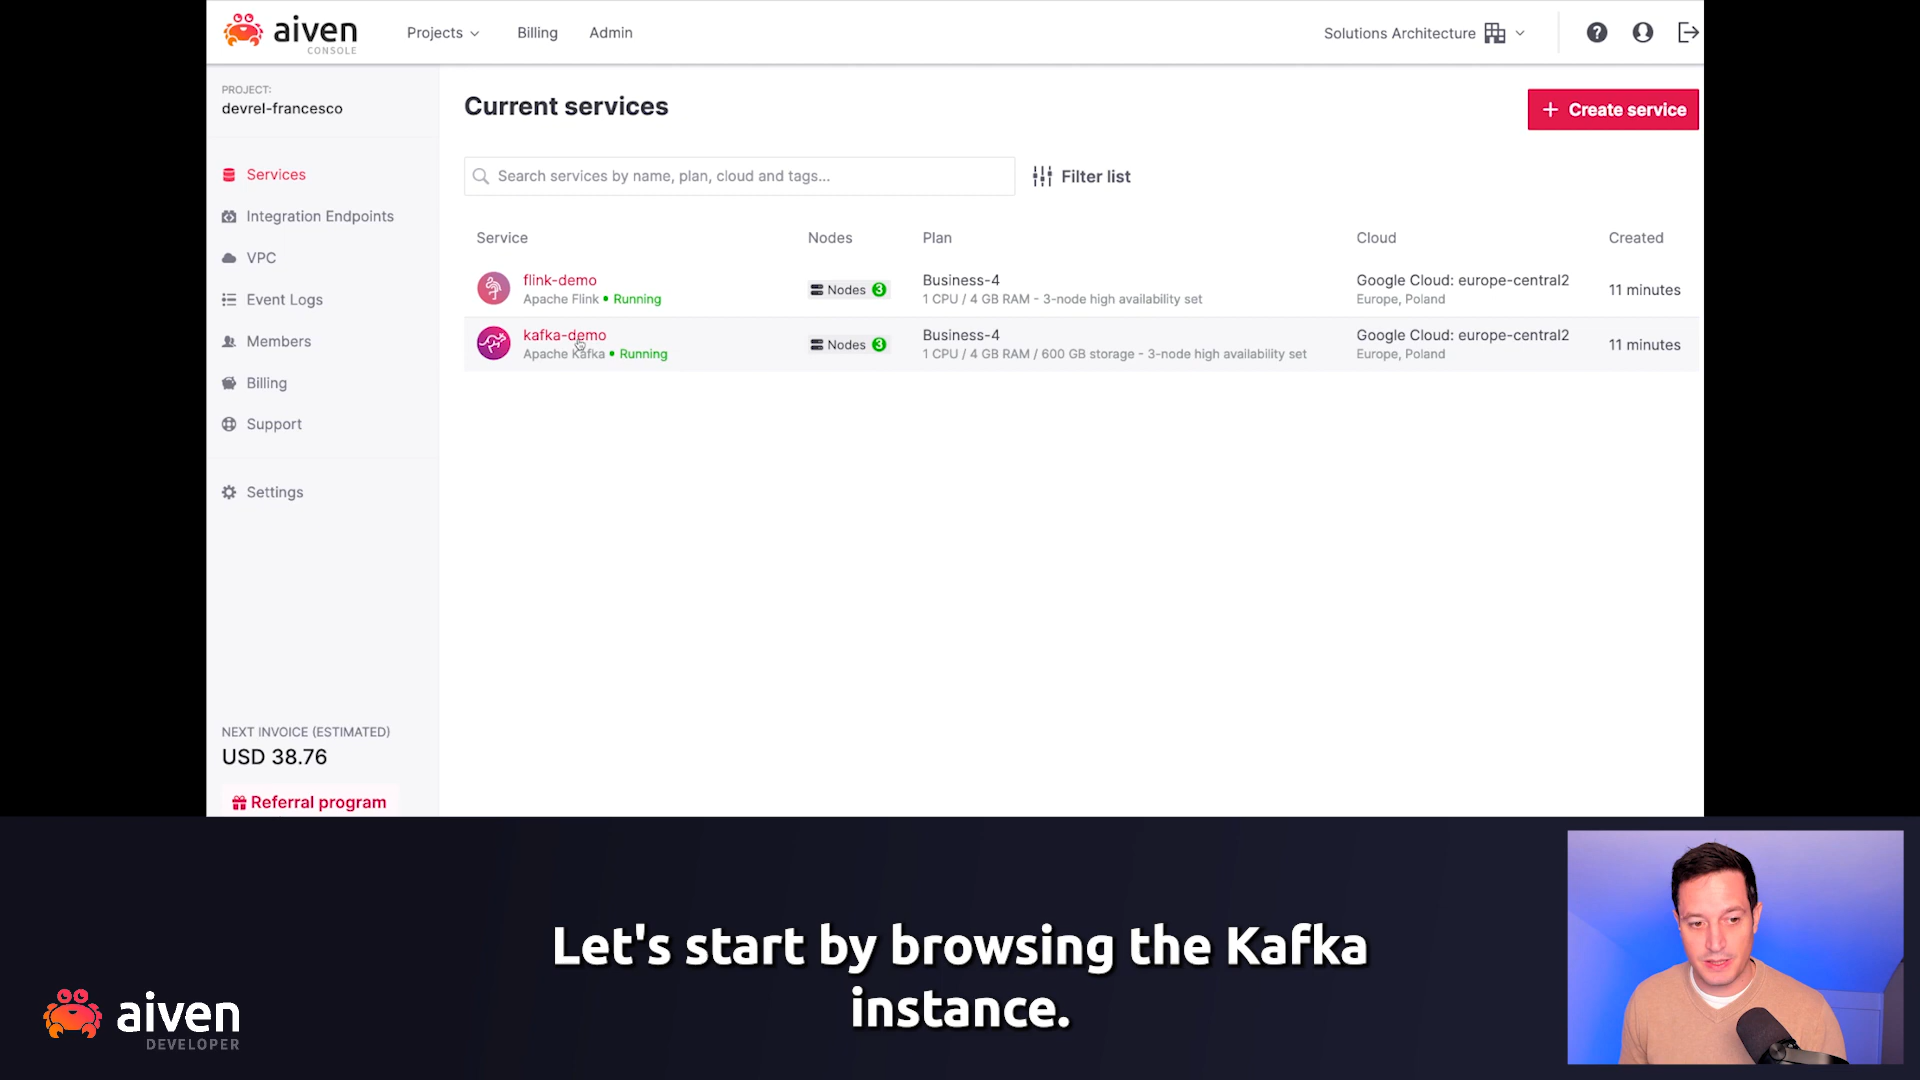 aiven
CONSOLE
Projects
Billing
Admin
Solutions Architecture
PROJECT:
devrel-francesco
Services
Integration Endpoints
VPC
Event Logs
Members
Billing
Support
Settings
NEXT INVOICE (ESTIMATED)
USD 38.76
Referral program
Current services
+ Create service
Search services by name, plan, cloud and tags...
Filter list
Service Nodes Plan Cloud Created
flink-demo
Apache Flink • Running
Nodes 3
Business-4
1 CPU / 4 GB RAM - 3-node high availability set
Google Cloud: europe-central2
Europe, Poland
11 minutes
kafka-demo
Apache Kafka • Running
Nodes 3
Business-4
1 CPU / 4 GB RAM / 600 GB storage - 3-node high availability set
Google Cloud: europe-central2
Europe, Poland
11 minutes
Let's start by browsing the Kafka
instance.
aiven
DEVELOPER